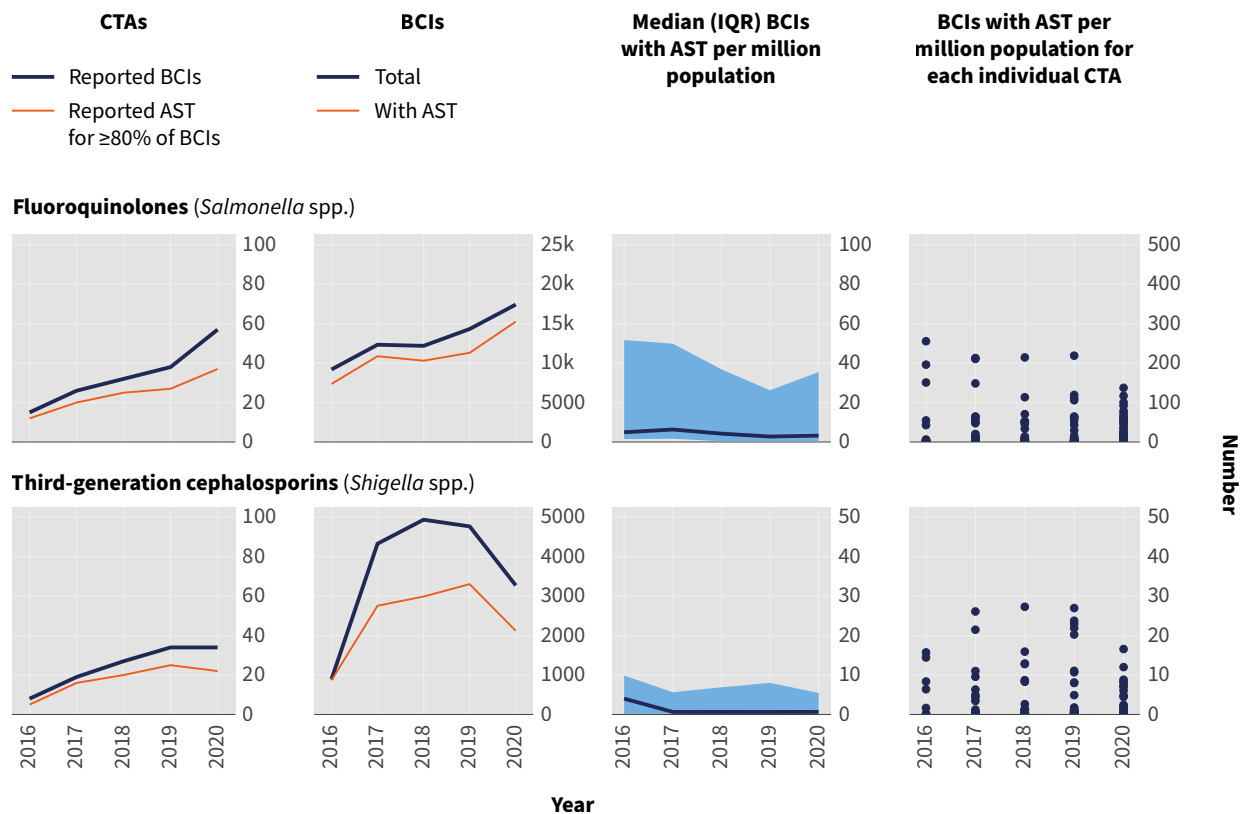 CTAs
Reported BCIs
Reported AST
for ≥80% of BCIs
BCIs
Total
With AST
Median (IQR) BCIs
with AST per million
population
BCIs with AST per
million population for
each individual CTA
Fluoroquinolones (Salmonella spp.)
100
80
60
40
20
0
25k
20k
15k
10k
5000
0
100
80
60
40
20
0
500
400
300
200
100
0
Third-generation cephalosporins (Shigella spp.)
100
80
60
40
20
0
5000
4000
3000
2000
1000
0
50
40
30
20
10
0
50
40
30
20
10
0
2016 2017 2018 2019 2020
2016 2017 2018 2019 2020
2016 2017 2018 2019 2020
2016 2017 2018 2019 2020
Year
Number